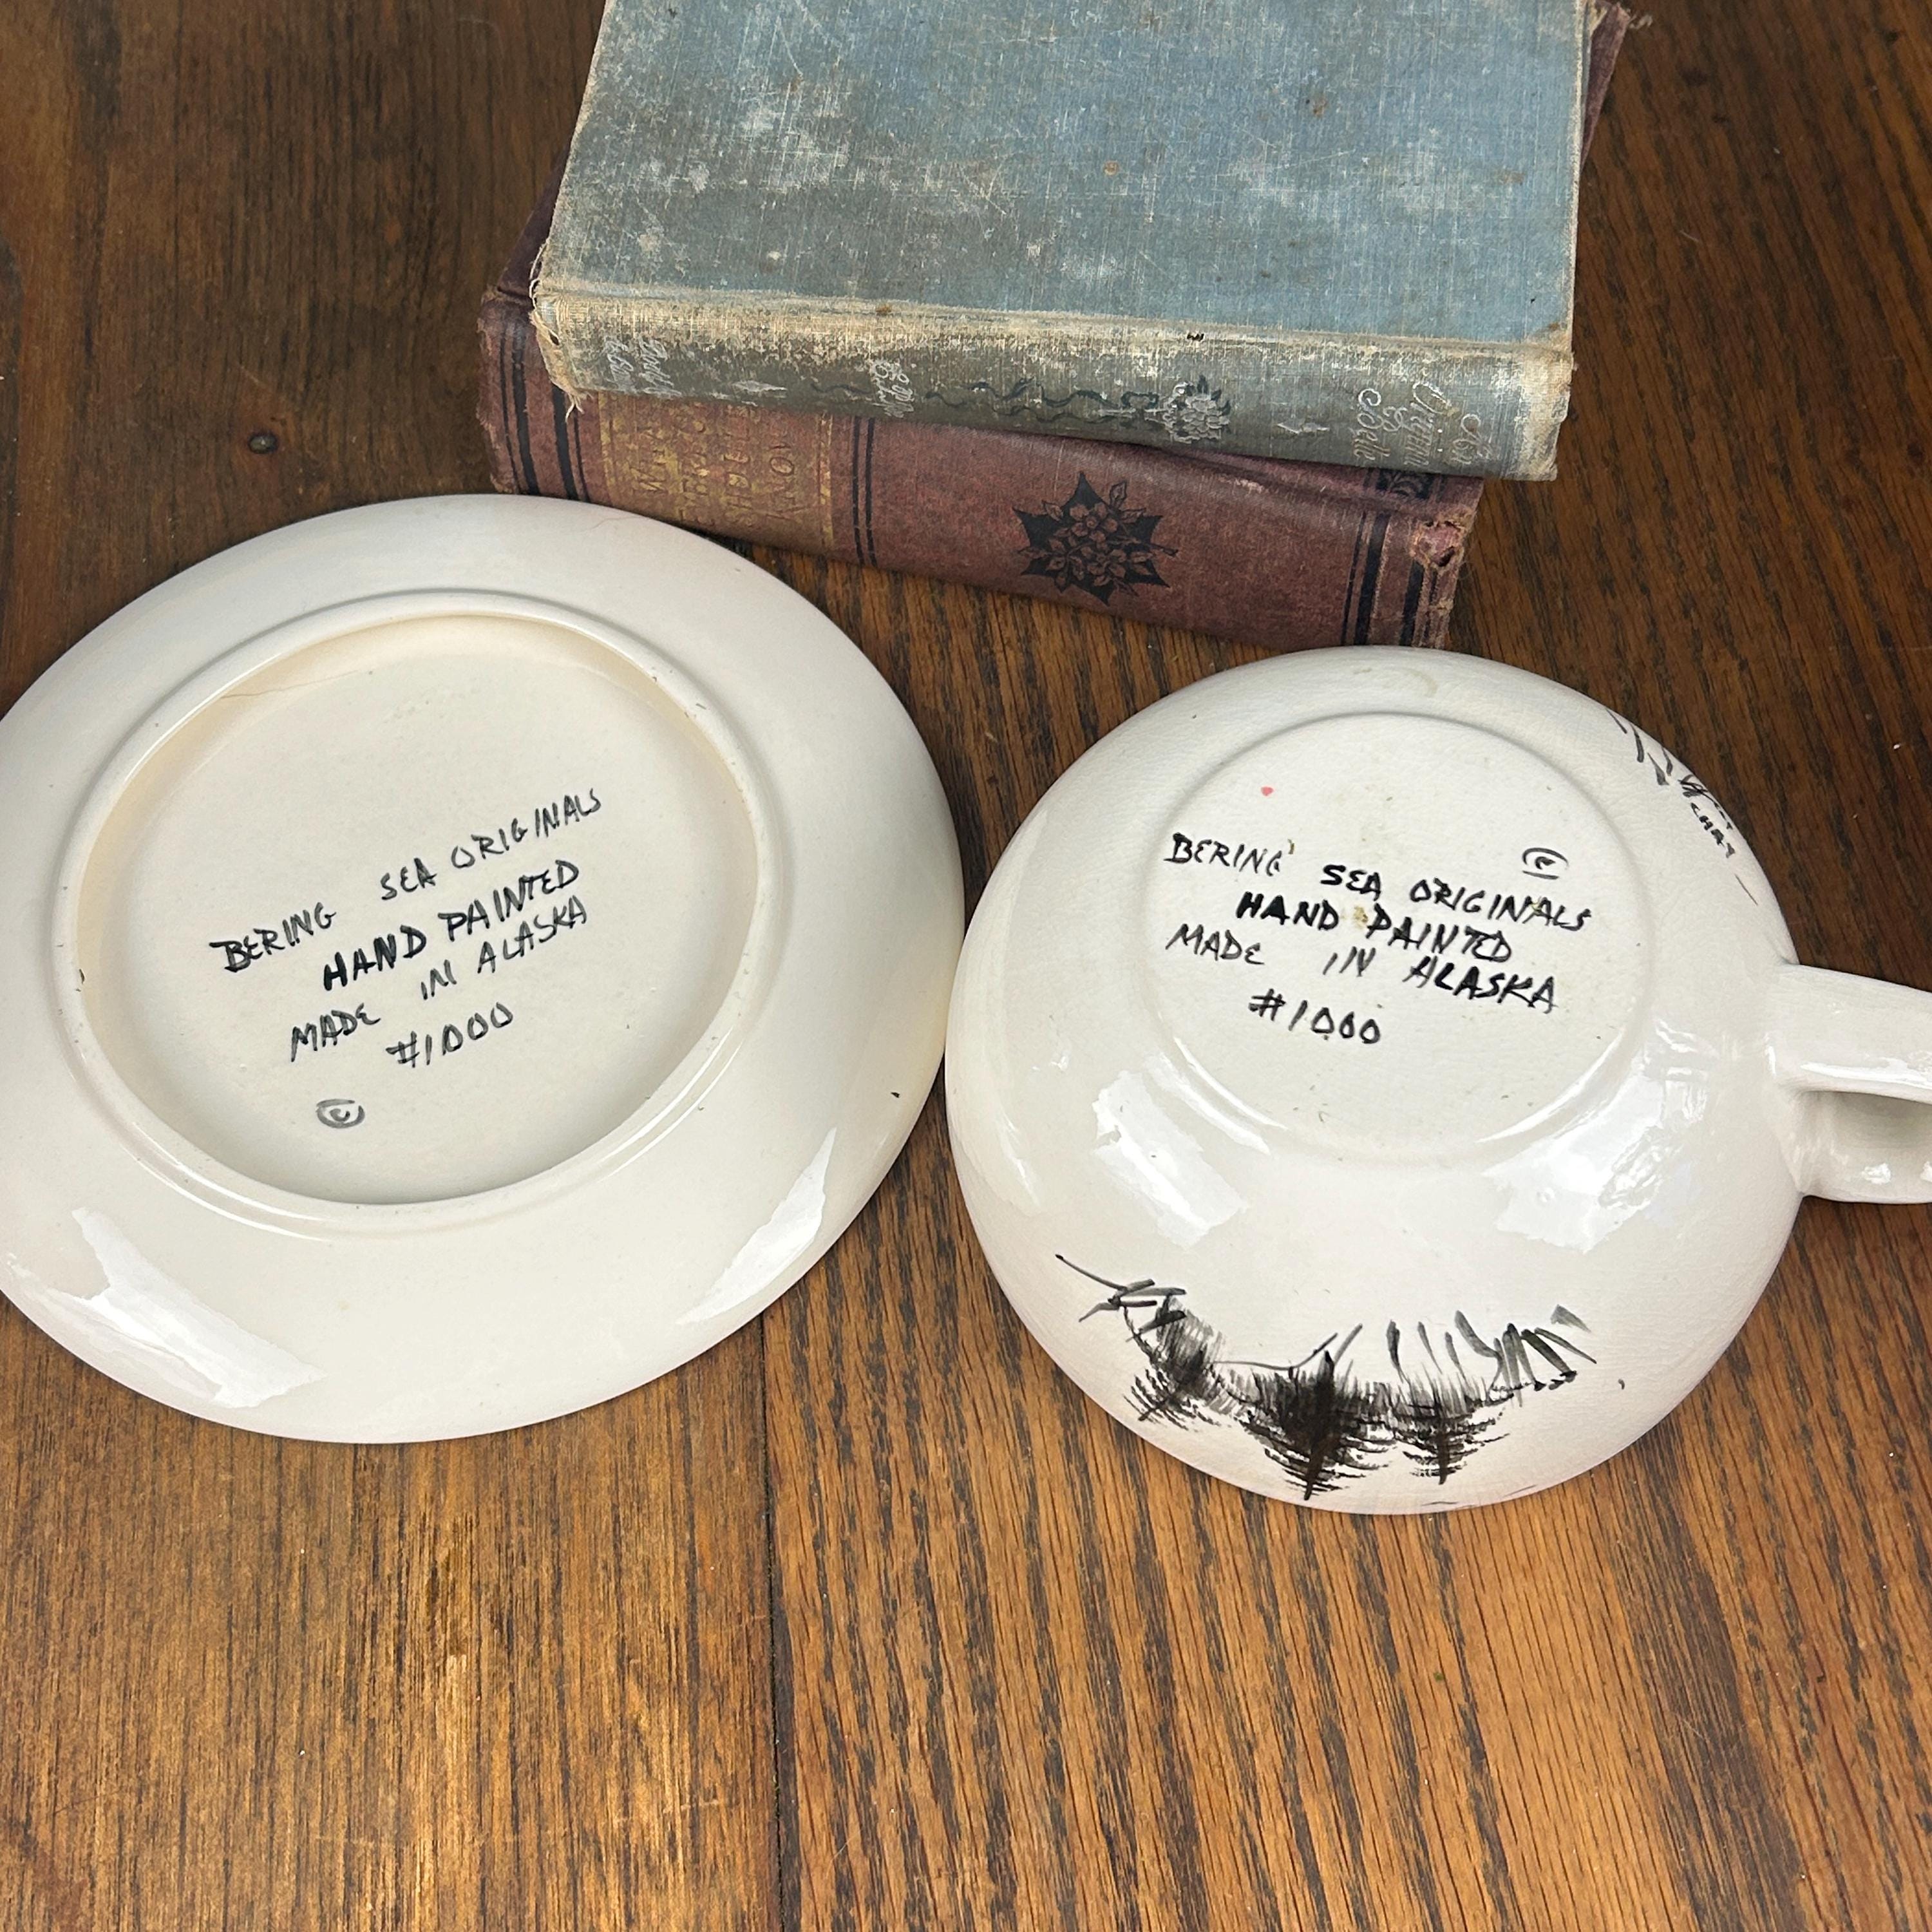 BERING SEA ORIGINALS
HAND PAINTED
MADE IN ALASKA
#1000
©
©
BERING SEA ORIGINALS
HAND PAINTED
MADE IN ALASKA
#1000